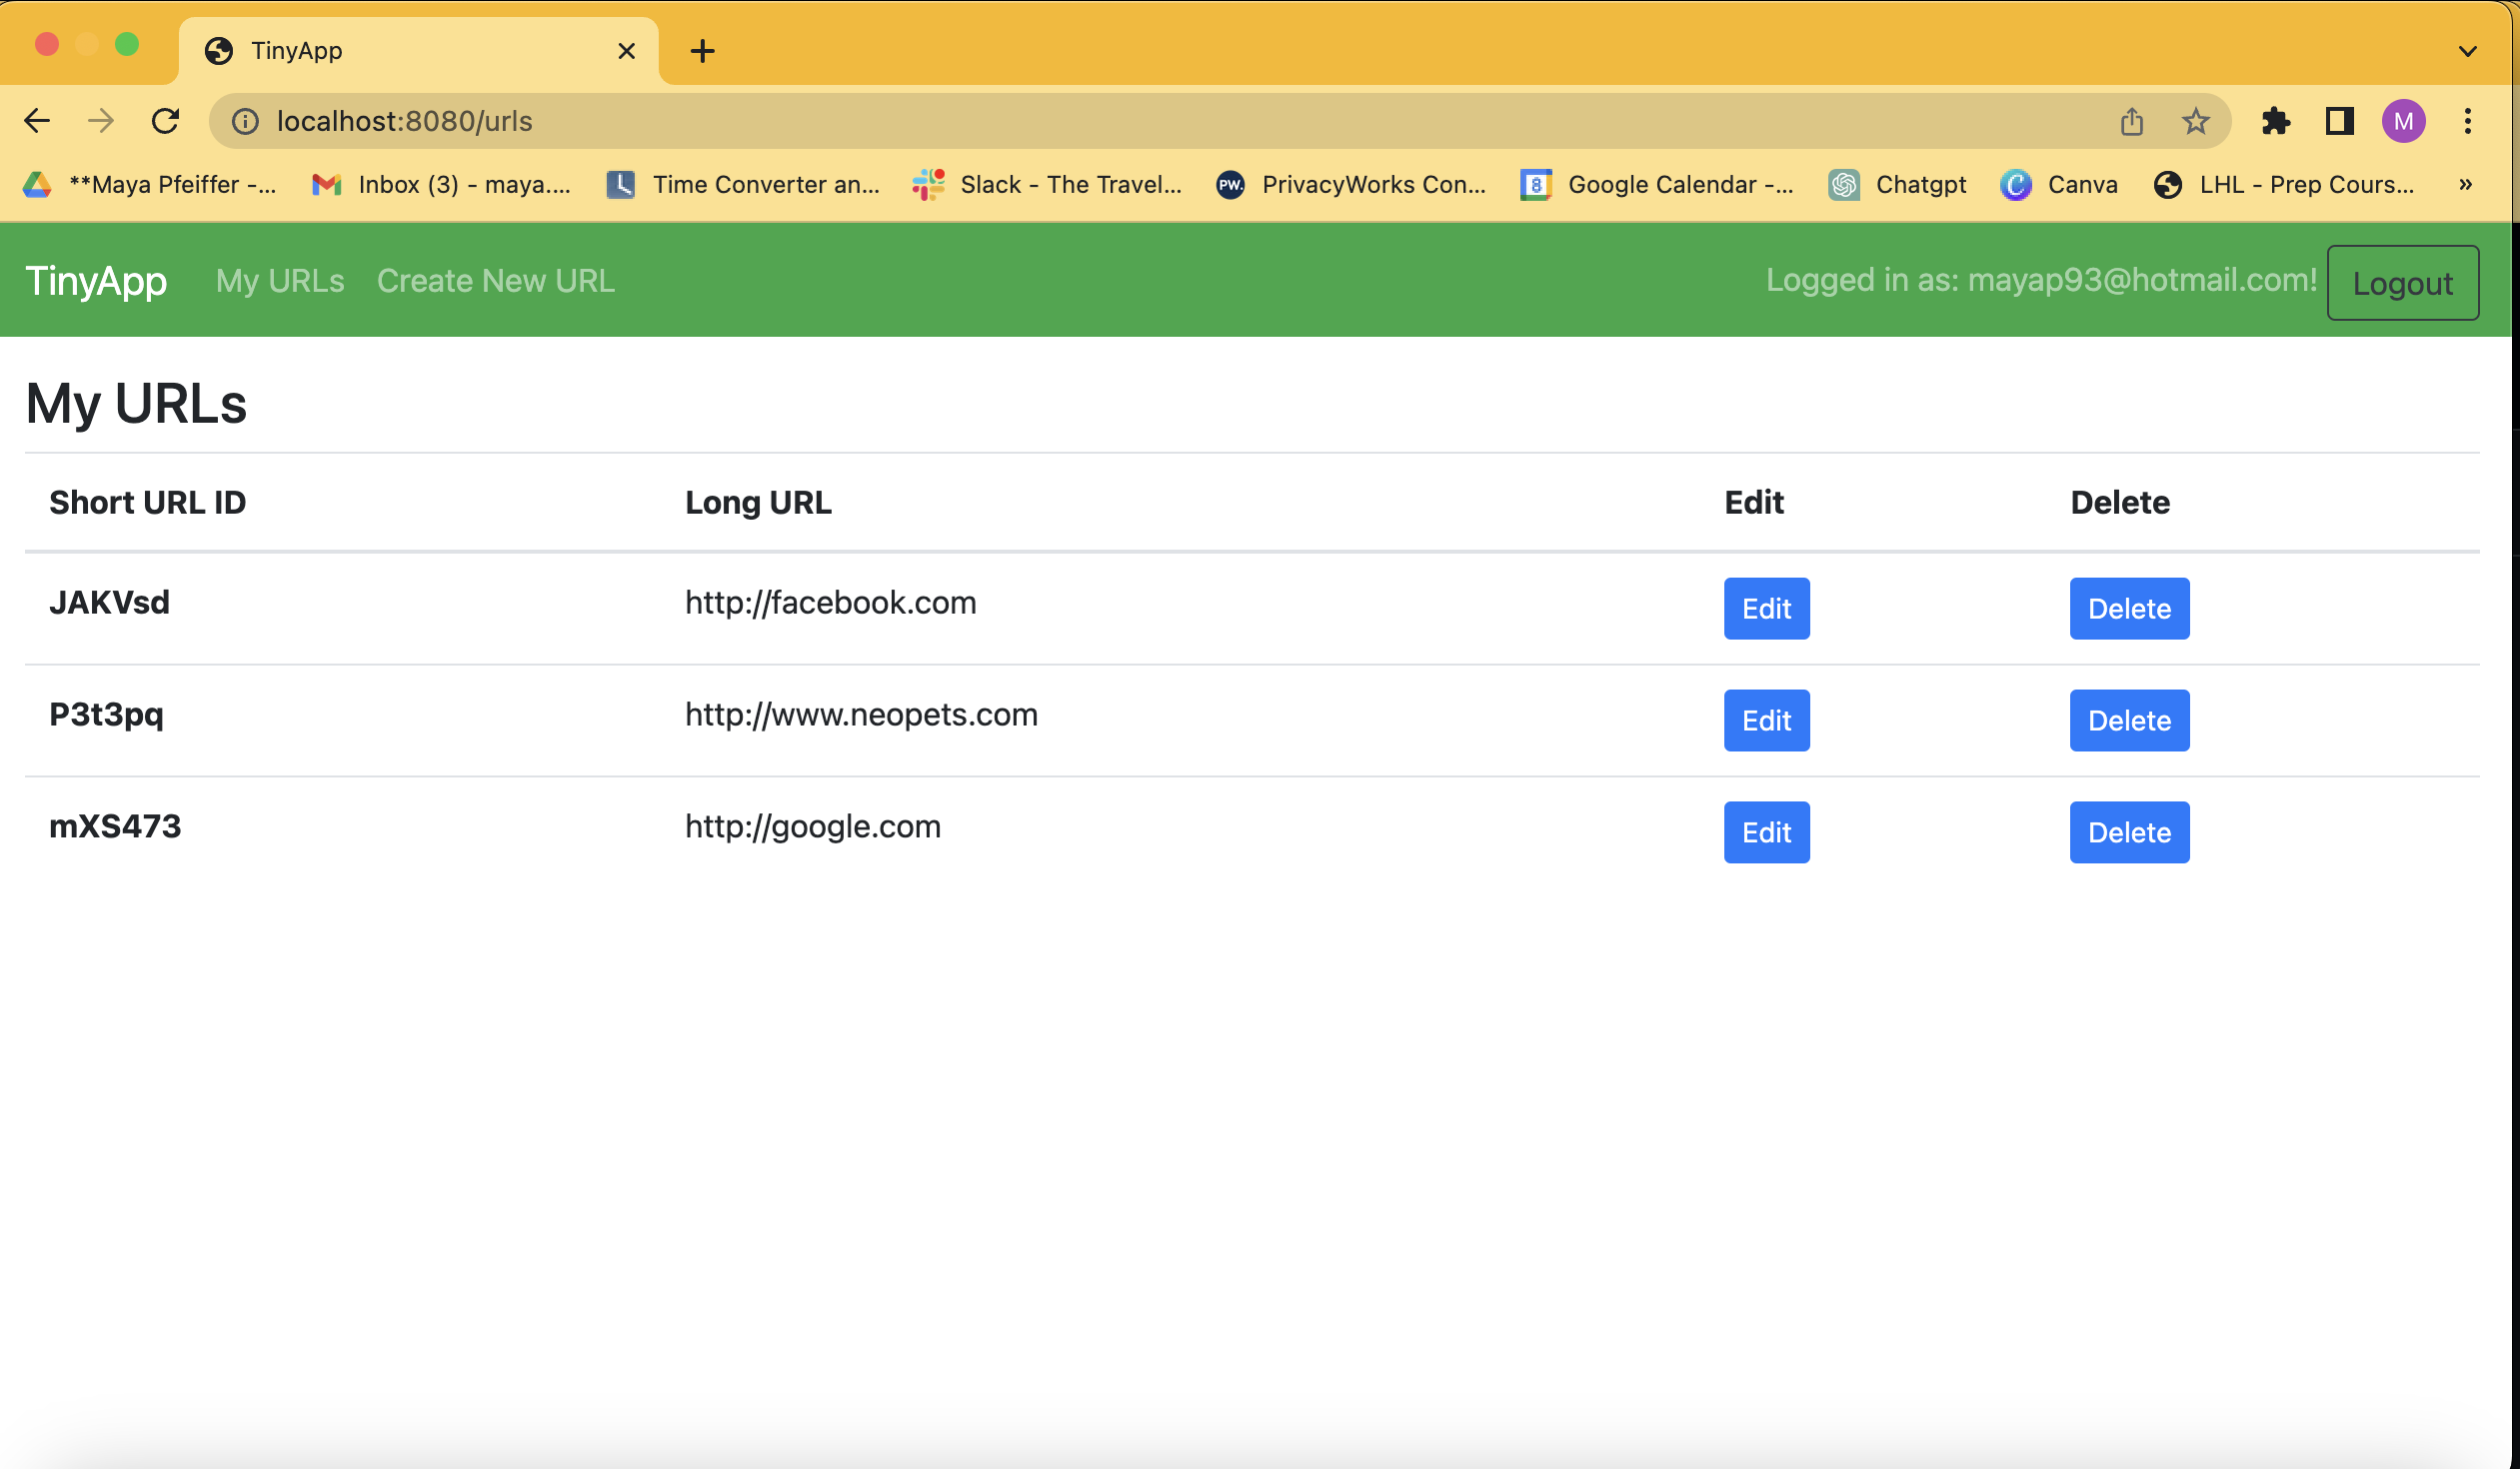 TinyApp
localhost:8080/urls
M
**Maya Pfeiffer -... Inbox (3) - maya.... Time Converter an... Slack - The Travel... PW. PrivacyWorks Con... 8 Google Calendar -... Chatgpt Canva LHL - Prep Cours... »
TinyApp My URLs Create New URL Logged in as: mayap93@hotmail.com! Logout
My URLs
Short URL ID Long URL Edit Delete
JAKVsd http://facebook.com Edit Delete
P3t3pq http://www.neopets.com Edit Delete
mXS473 http://google.com Edit Delete